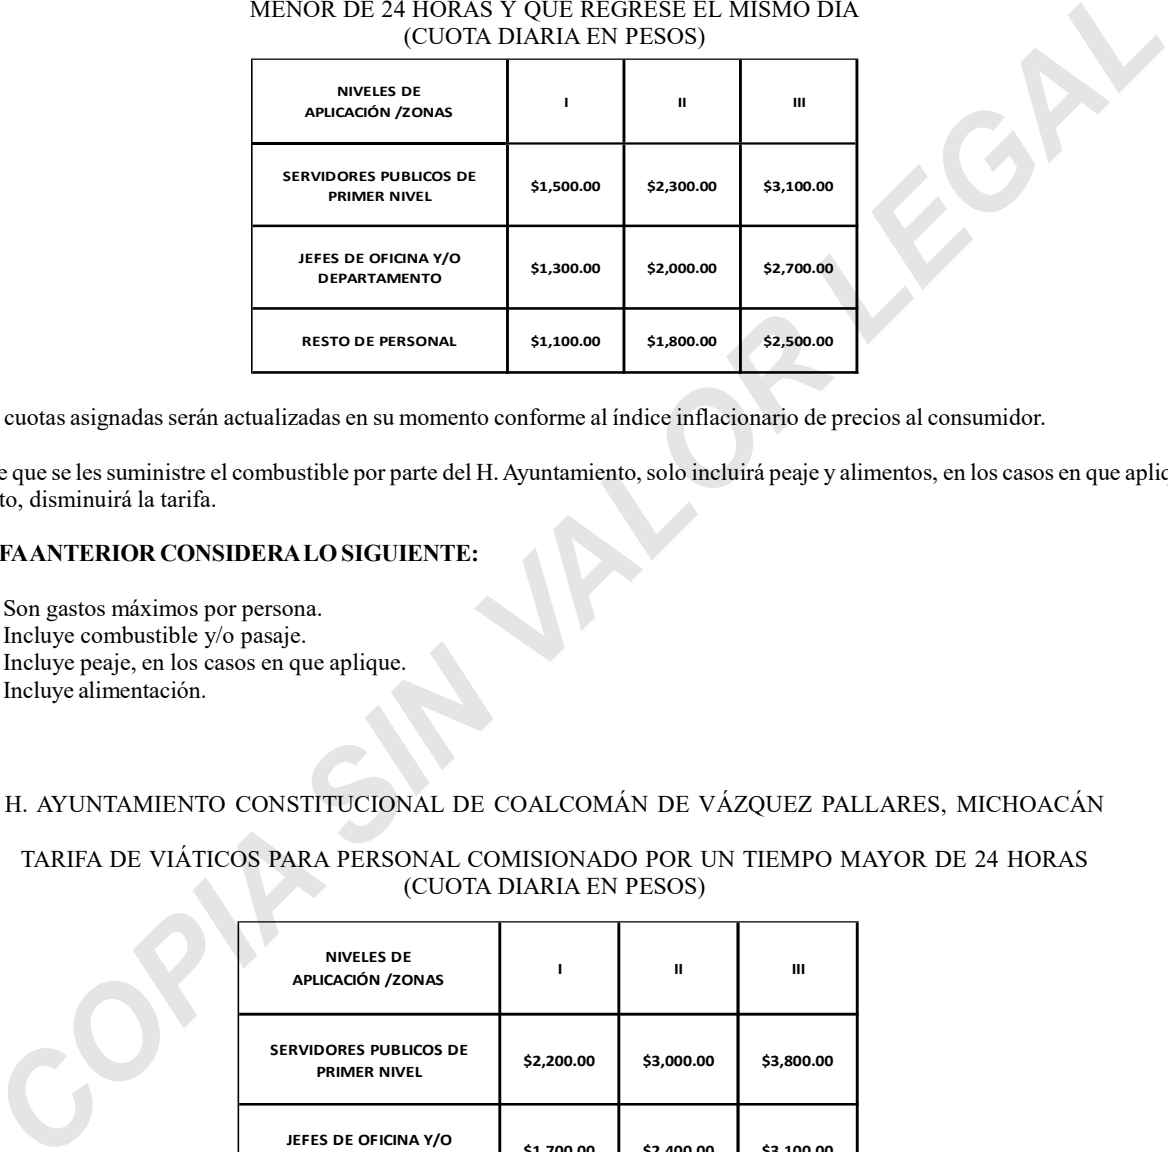 MENOR DE 24 HORAS Y QUE REGRESE EL MISMO DÍA
(CUOTA DIARIA EN PESOS)
NIVELES DE
APLICACIÓN /ZONAS I II III
SERVIDORES PUBLICOS DE
PRIMER NIVEL $1,500.00 $2,300.00 $3,100.00
JEFES DE OFICINA Y/O
DEPARTAMENTO $1,300.00 $2,000.00 $2,700.00
RESTO DE PERSONAL $1,100.00 $1,800.00 $2,500.00
cuotas asignadas serán actualizadas en su momento conforme al índice inflacionario de precios al consumidor.
e que se les suministre el combustible por parte del H. Ayuntamiento, solo incluirá peaje y alimentos, en los casos en que apliq
to, disminuirá la tarifa.
FA ANTERIOR CONSIDERA LO SIGUIENTE:
Son gastos máximos por persona.
Incluye combustible y/o pasaje.
Incluye peaje, en los casos en que aplique.
Incluye alimentación.
H. AYUNTAMIENTO CONSTITUCIONAL DE COALCOMÁN DE VÁZQUEZ PALLARES, MICHOACÁN
TARIFA DE VIÁTICOS PARA PERSONAL COMISIONADO POR UN TIEMPO MAYOR DE 24 HORAS
(CUOTA DIARIA EN PESOS)
NIVELES DE
APLICACIÓN /ZONAS I II III
SERVIDORES PUBLICOS DE
PRIMER NIVEL $2,200.00 $3,000.00 $3,800.00
JEFES DE OFICINA Y/O
$1,700.00 $2,400.00 $3,100.00
COPIA SIN VALOR LEGAL